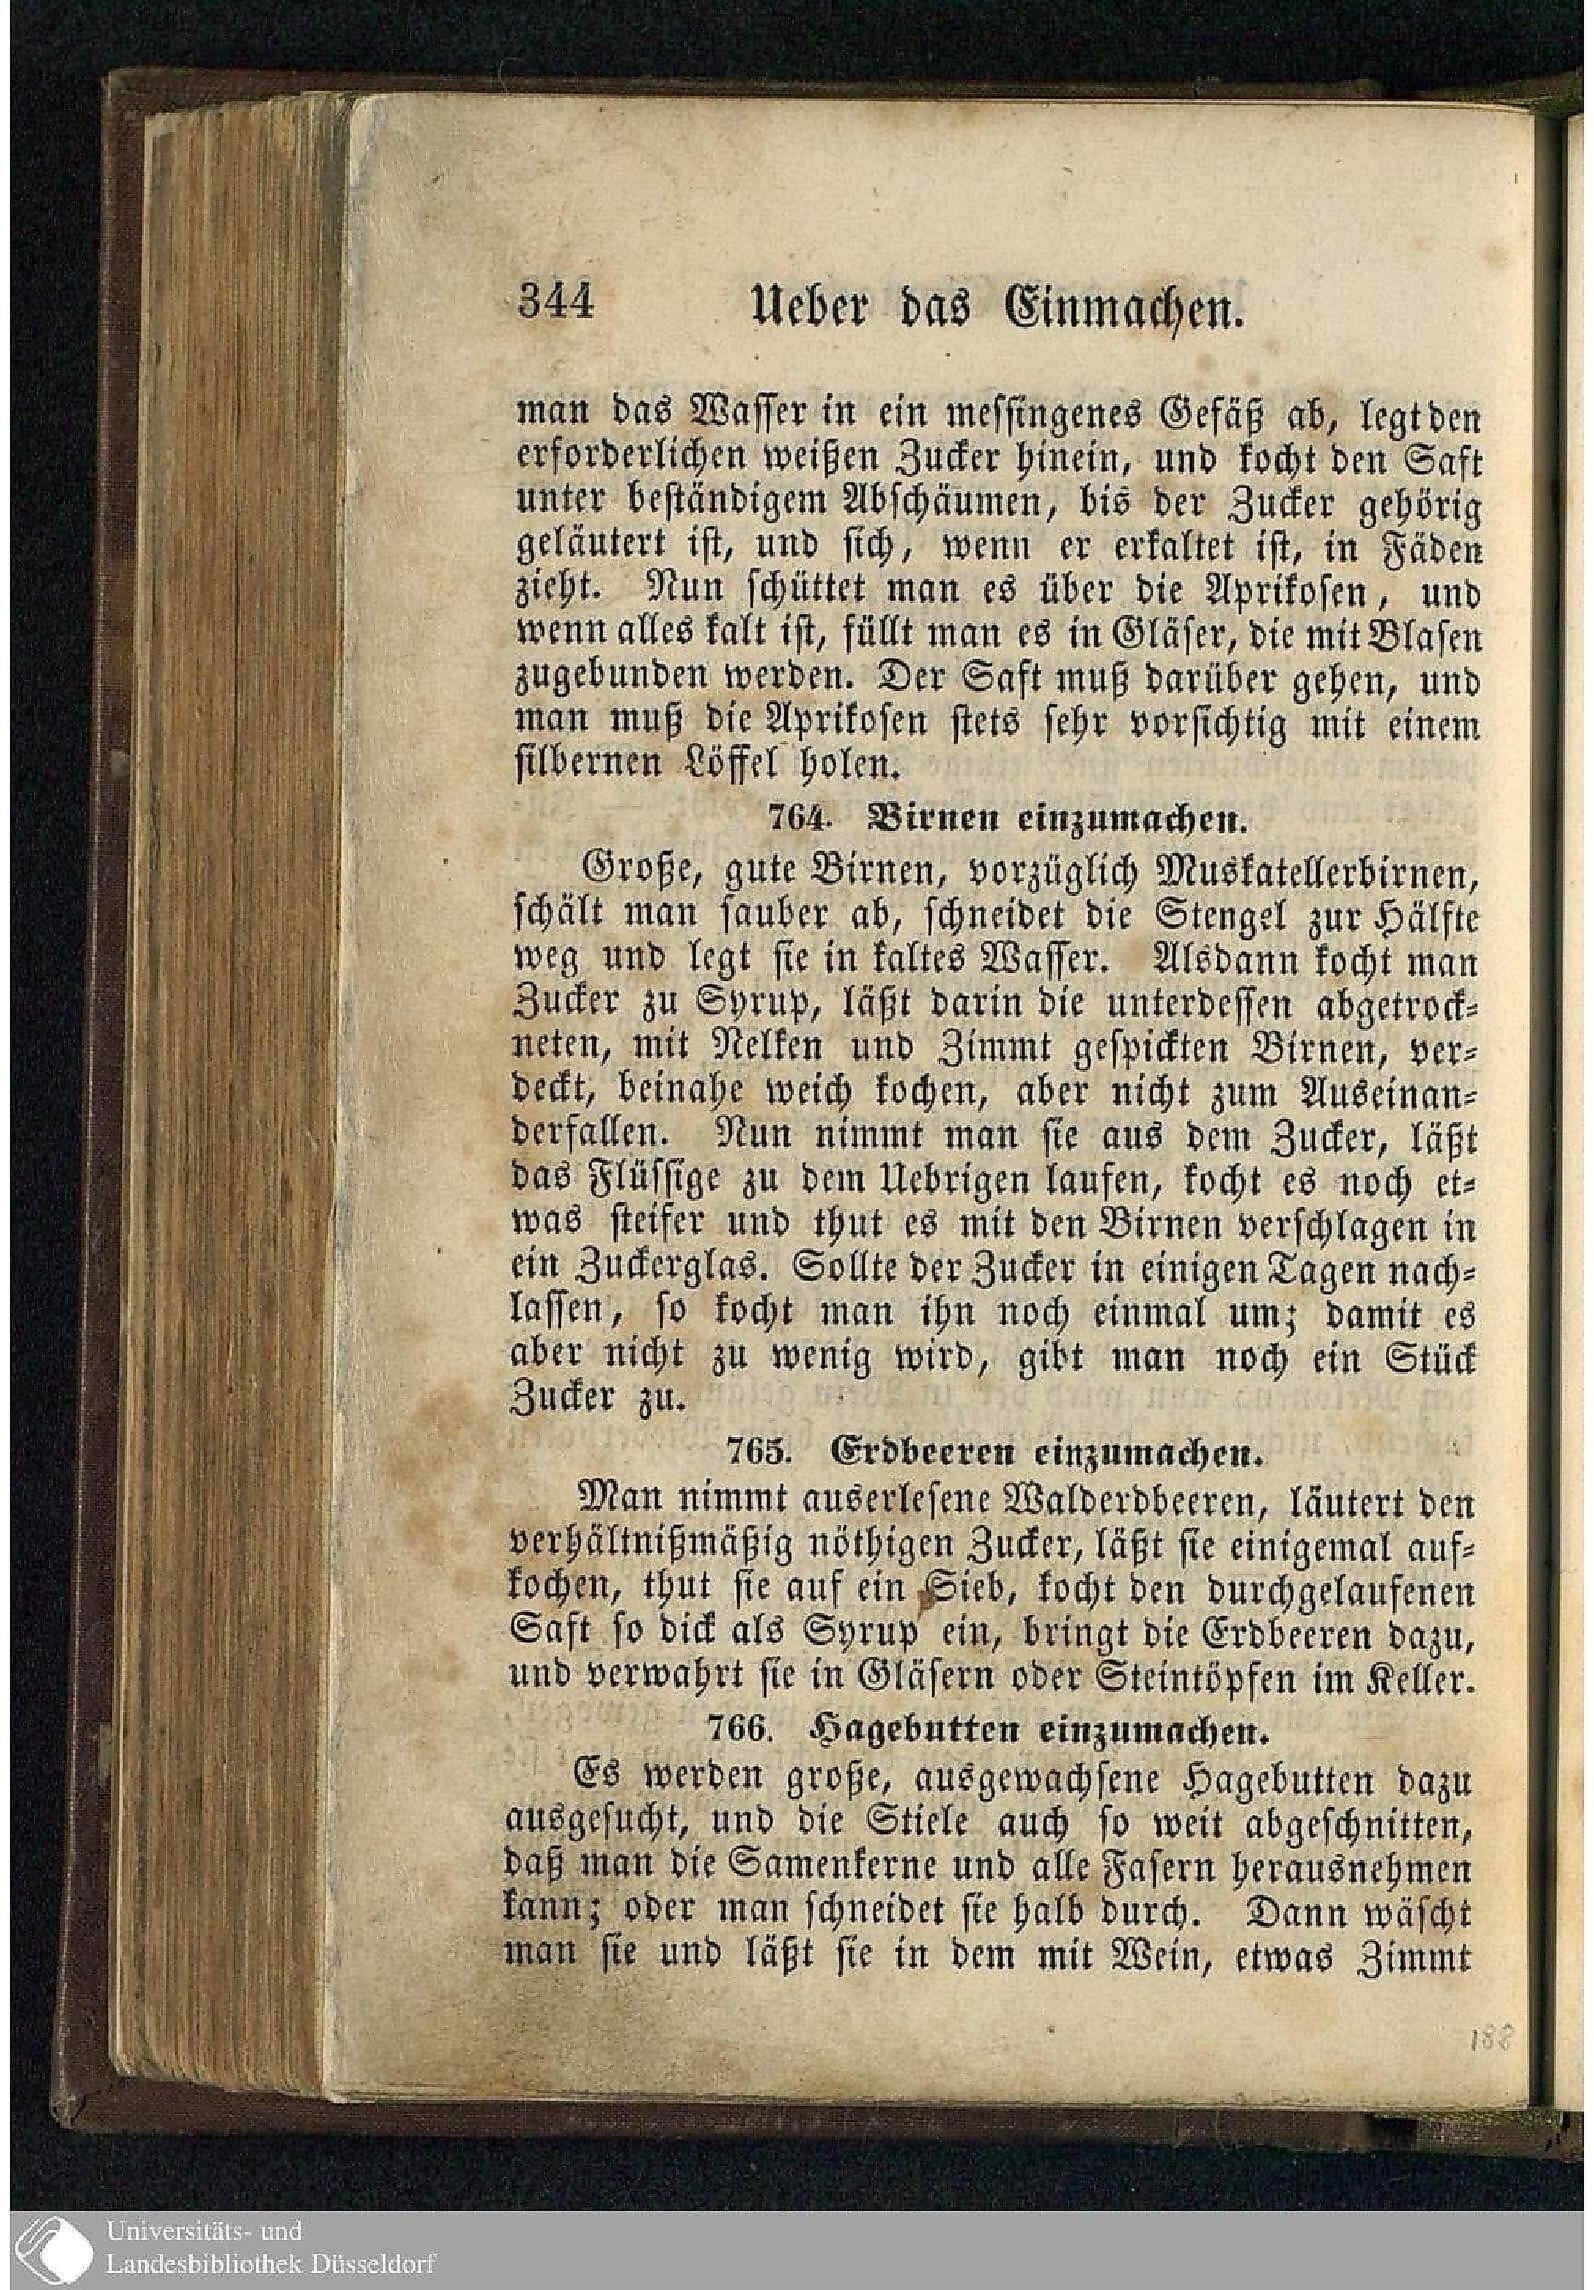 344 Ueber das Einmachen.
man das Wasser in ein messingenes Gefäß ab, legt den
erforderlichen weißen Zucker hinein, und kocht den Saft
unter beständigem Abschäumen, bis der Zucker gehörig
geläutert ist, und sich, wenn er erkaltet ist, in Fäden
zieht. Nun schüttet man es über die Aprikosen, und
wenn alles kalt ist, füllt man es in Gläser, die mit Blasen
zugebunden werden. Der Saft muß darüber gehen, und
man muß die Aprikosen stets sehr vorsichtig mit einem
silbernen Löffel holen.
764. Birnen einzumachen.
Große, gute Birnen, vorzüglich Muskatellerbirnen,
schält man sauber ab, schneidet die Stengel zur Hälfte
weg und legt sie in kaltes Wasser. Alsdann kocht man
Zucker zu Syrup, läßt darin die unterdessen abgetrock-
neten, mit Nelken und Zimmt gespickten Birnen, ver-
deckt, beinahe weich kochen, aber nicht zum Auseinan-
derfallen. Nun nimmt man sie aus dem Zucker, läßt
das Flüssige zu dem Uebrigen laufen, kocht es noch et-
was steifer und thut es mit den Birnen verschlagen in
ein Zuckerglas. Sollte der Zucker in einigen Tagen nach-
lassen, so kocht man ihn noch einmal um; damit es
aber nicht zu wenig wird, gibt man noch ein Stück
Zucker zu.
765. Erdbeeren einzumachen.
Man nimmt auserlesene Walderdbeeren, läutert den
verhältnißmäßig nöthigen Zucker, läßt sie einigemal auf-
kochen, thut sie auf ein Sieb, kocht den durchgelaufenen
Saft so dick als Syrup ein, bringt die Erdbeeren dazu,
und verwahrt sie in Gläsern oder Steintöpfen im Keller.
766. Hagebutten einzumachen.
Es werden große, ausgewachsene Hagebutten dazu
ausgesucht, und die Stiele auch so weit abgeschnitten,
daß man die Samenkerne und alle Fasern herausnehmen
kann; oder man schneidet sie halb durch. Dann wäscht
man sie und läßt sie in dem mit Wein, etwas Zimmt
188
Universitäts- und
Landesbibliothek Düsseldorf